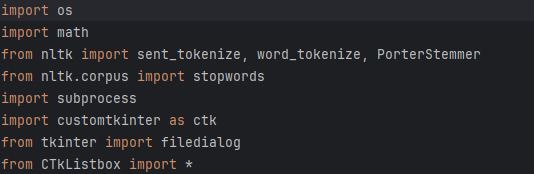 import os
import math
from nltk import sent_tokenize, word_tokenize, PorterStemmer
from nltk.corpus import stopwords
import subprocess
import customtkinter as ctk
from tkinter import filedialog
from CTkListbox import *